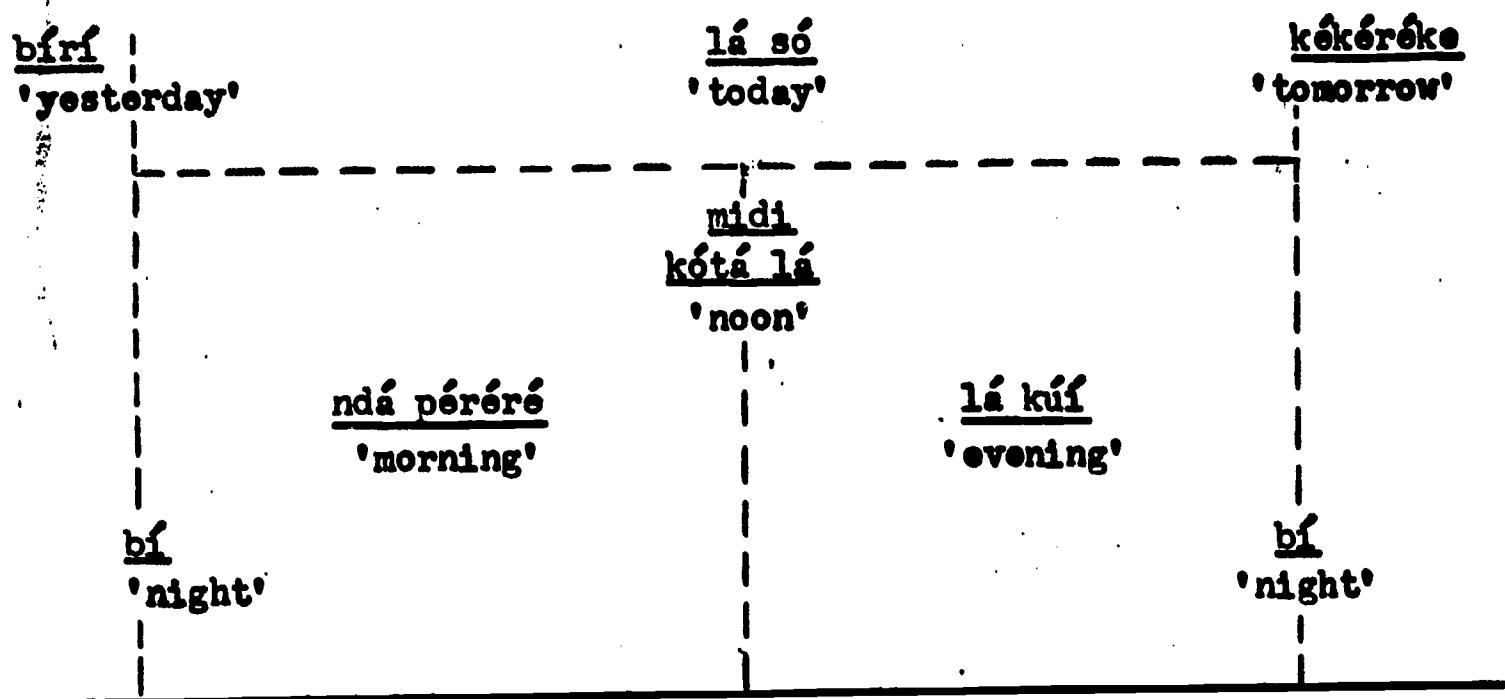 bírí lá só kékéréke
'yesterday' 'today' 'tomorrow'
midi
kótá lá
'noon'
ndá péréré lá kúí
'morning' 'evening'
bí bí
'night' 'night'